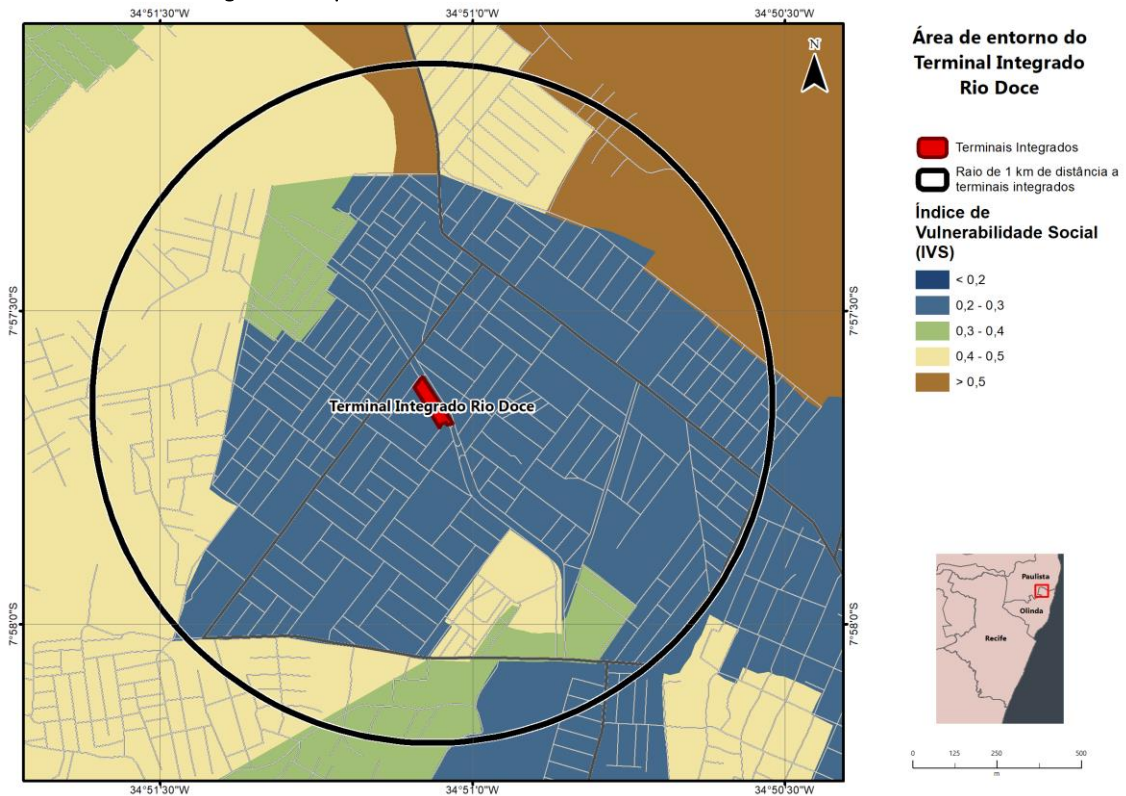 34°51'30"W
34°51'0"W
34°50'30"W
N
7°57'30"S
7°58'0"S
7°57'30"S
7°58'0"S
Terminal Integrado Rio Doce
34°51'30"W
34°51'0"W
34°50'30"W
Área de entorno do
Terminal Integrado
Rio Doce
Terminais Integrados
Raio de 1 km de distância a
terminais integrados
Índice de
Vulnerabilidade Social
(IVS)
< 0,2
0,2 - 0,3
0,3 - 0,4
0,4 - 0,5
> 0,5
Paulista
Olinda
Recife
0 125 250 500
m